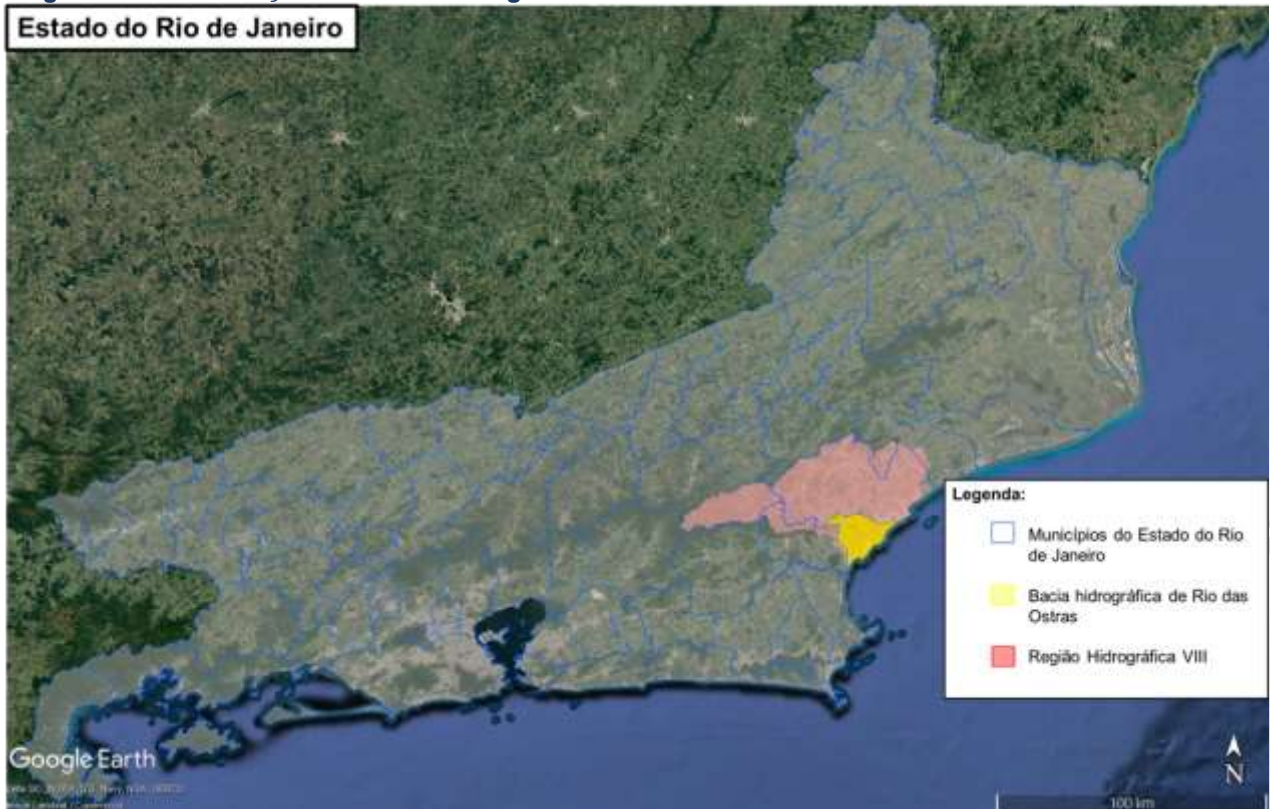 Estado do Rio de Janeiro
Legenda:
Municípios do Estado do Rio
de Janeiro
Bacia hidrográfica de Rio das
Ostras
Região Hidrográfica VIII
Google Earth
N
100 km